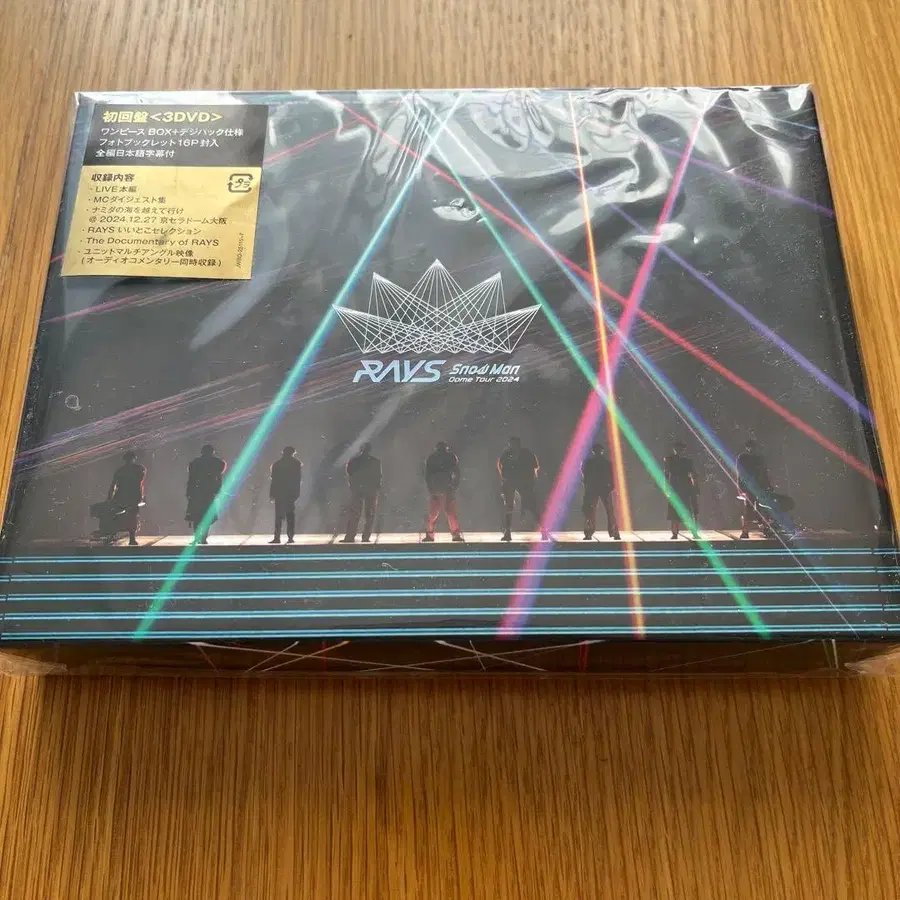 初回盤<3DVD>
ワンピース BOX+デジパック仕様
フォトブックレット16P封入
全編日本語字幕付
収録内容
・LIVE本編
・MCダイジェスト集
・ナミダの海を越えて行け
@ 2024.12.27 京セラドーム大阪
・RAYS いいとこセレクション
・The Documentary of RAYS
・ユニットマルチアングル映像
(オーディオコメンタリー同時収録)
プラ
RAYS Snow Man
Dome Tour 2024